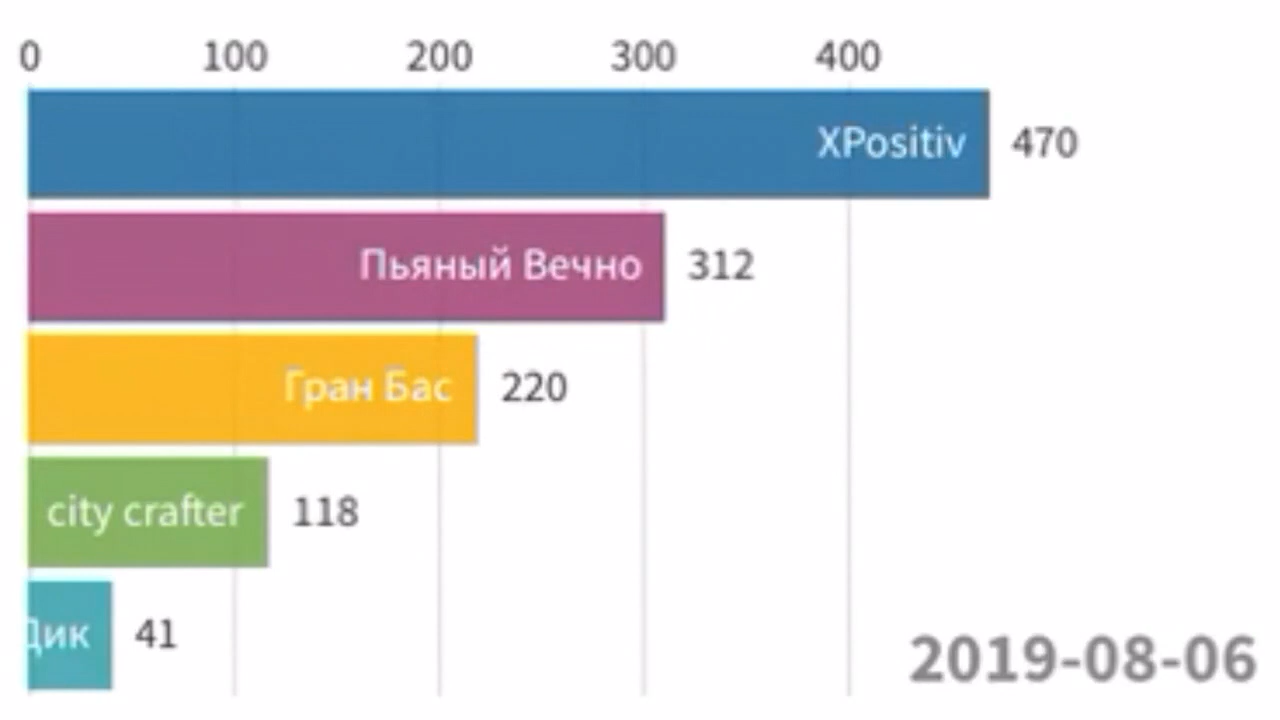 0 100 200 300 400
XPositiv 470
Пьяный Вечно 312
Гран Бас 220
city crafter 118
Дик 41
2019-08-06